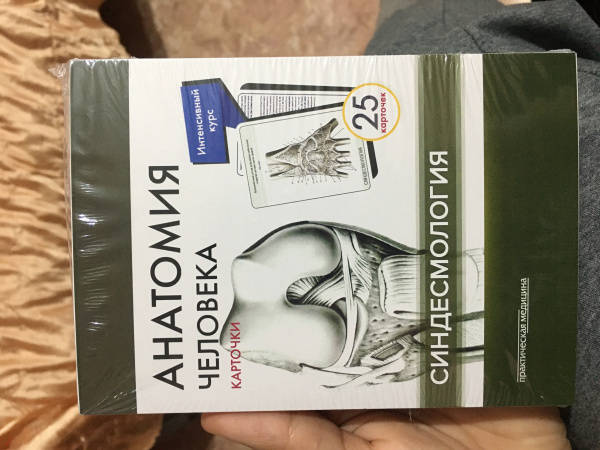 АНАТОМИЯ
ЧЕЛОВЕКА
КАРТОЧКИ
Интенсивный
курс
25
карточек
СИНДЕСМОЛОГИЯ
практическая медицина